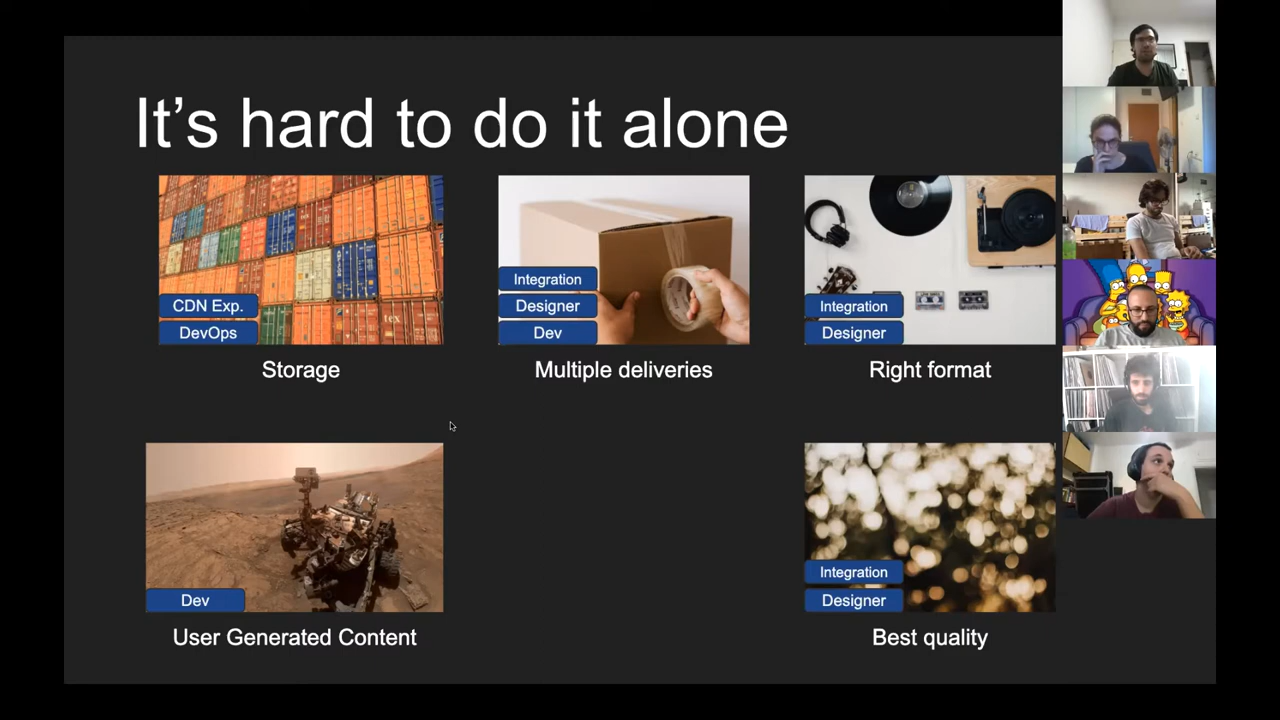 It's hard to do it alone
CDN Exp.
DevOps
Storage
Integration
Designer
Dev
Multiple deliveries
Integration
Designer
Right format
Dev
User Generated Content
Integration
Designer
Best quality